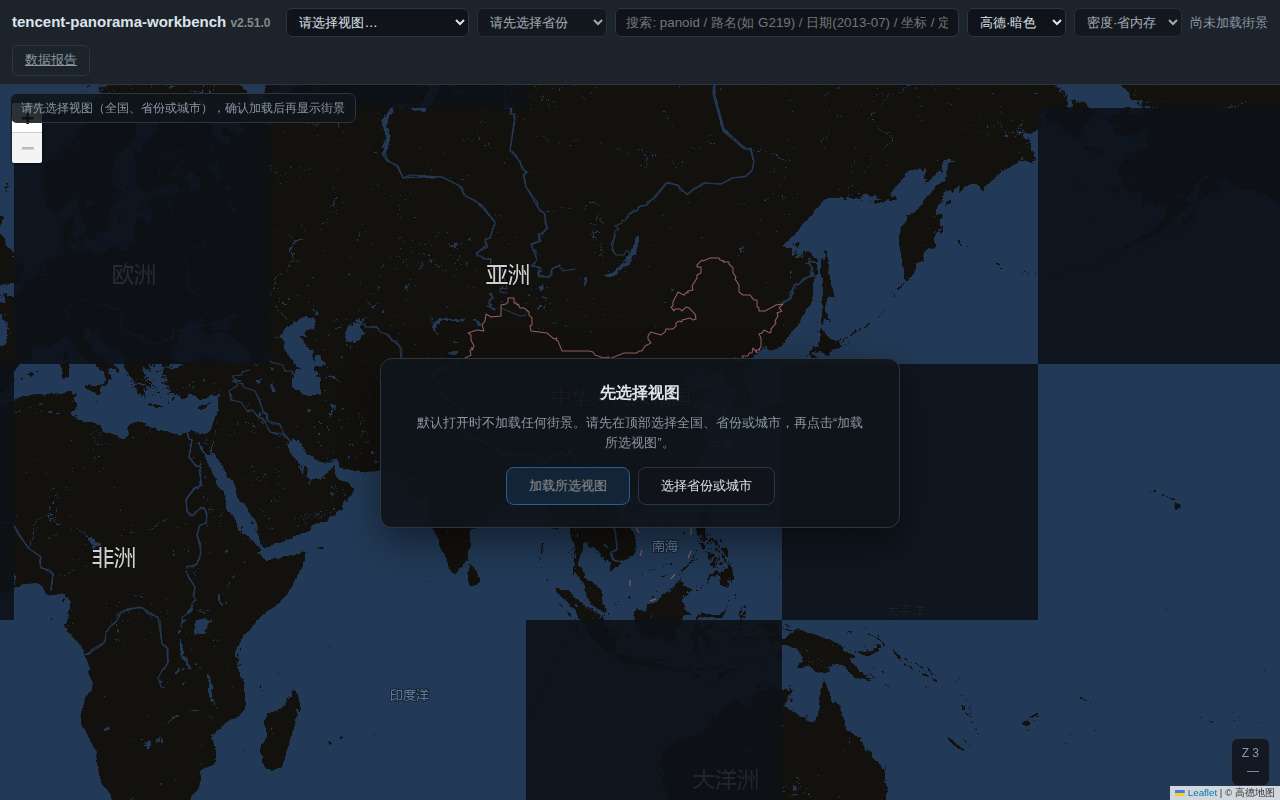 tencent-panorama-workbench v2.51.0
请选择视图…
请先选择省份
搜索: panoid / 路名(如 G219) / 日期(2013-07) / 坐标 / 定
高德·暗色
密度·省内存
尚未加载街景
数据报告
请先选择视图（全国、省份或城市），确认加载后再显示街景
+
−
欧洲
亚洲
先选择视图
默认打开时不加载任何街景。请先在顶部选择全国、省份或城市，再点击“加载
所选视图”。
加载所选视图
选择省份或城市
南海
非洲
太平洋
印度洋
大洋洲
Z 3
—
Leaflet | © 高德地图